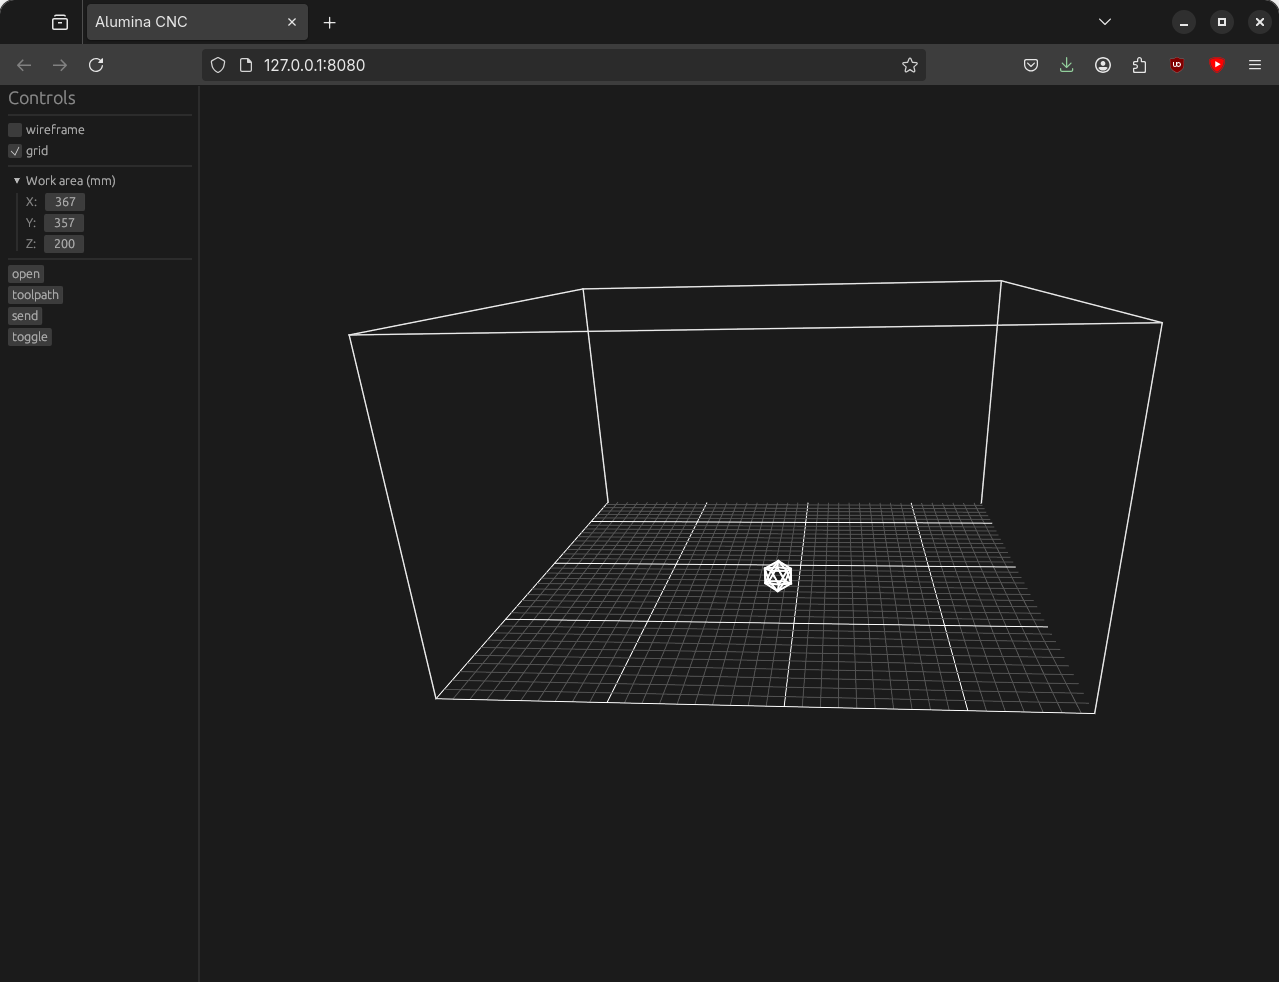 Alumina CNC
127.0.0.1:8080
Controls
wireframe
grid
Work area (mm)
X: 367
Y: 357
Z: 200
open
toolpath
send
toggle